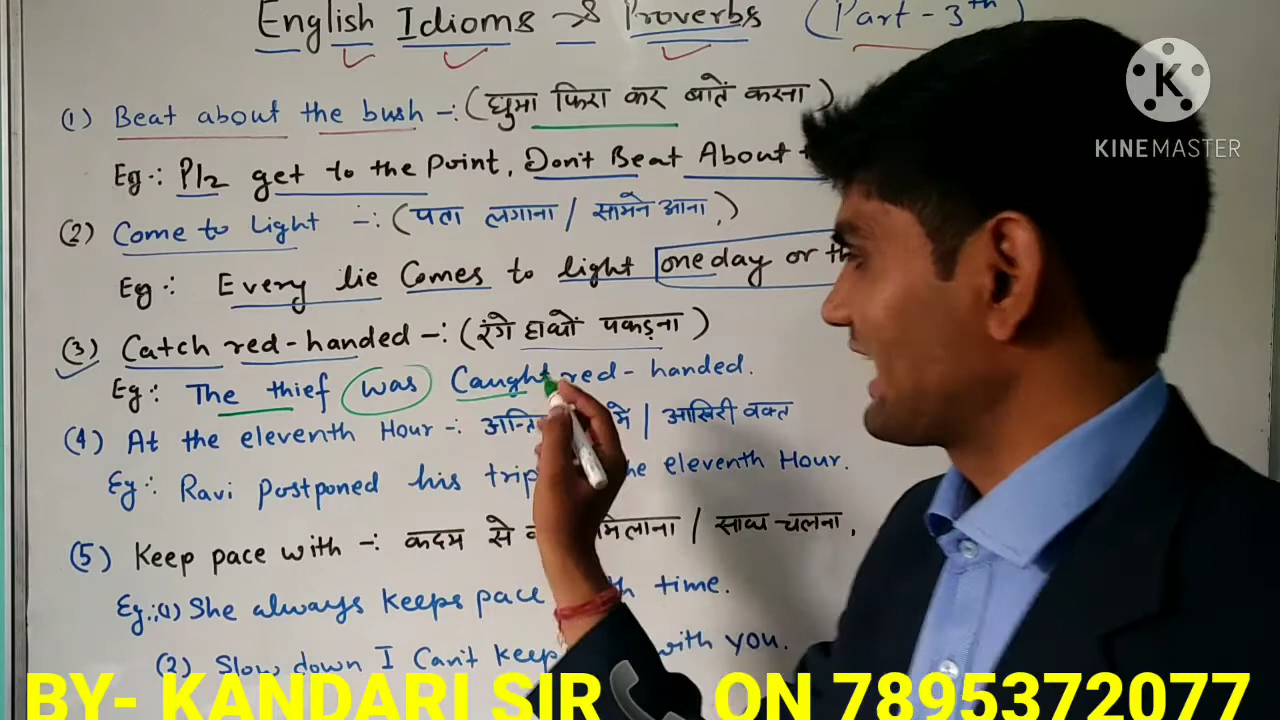 English Idioms & Proverbs (Part-3th)
K
KINEMASTER
(1) Beat about the bush -: (घुमा फिरा कर बातें करना)
Eg-: Plz get to the point, Don't Beat About
(2) Come to Light -: (पता लगाना / सामने आना,)
Eg-: Every lie Comes to light one day or
(3) Catch red-handed -: (रंगे हाथों पकड़ना)
Eg: The thief was Caught red-handed.
(4) At the eleventh Hour -: में / आखिरी वक्त
Eg-: Ravi Postponed his trip eleventh Hour.
(5) Keep pace with -: कदम से मिलाना / साथ-चलना,
Eg.:(1) She always keeps pace time.
(2) Slow down I Can't keep with you.
BY- KANDARI SIR ON 7895372077